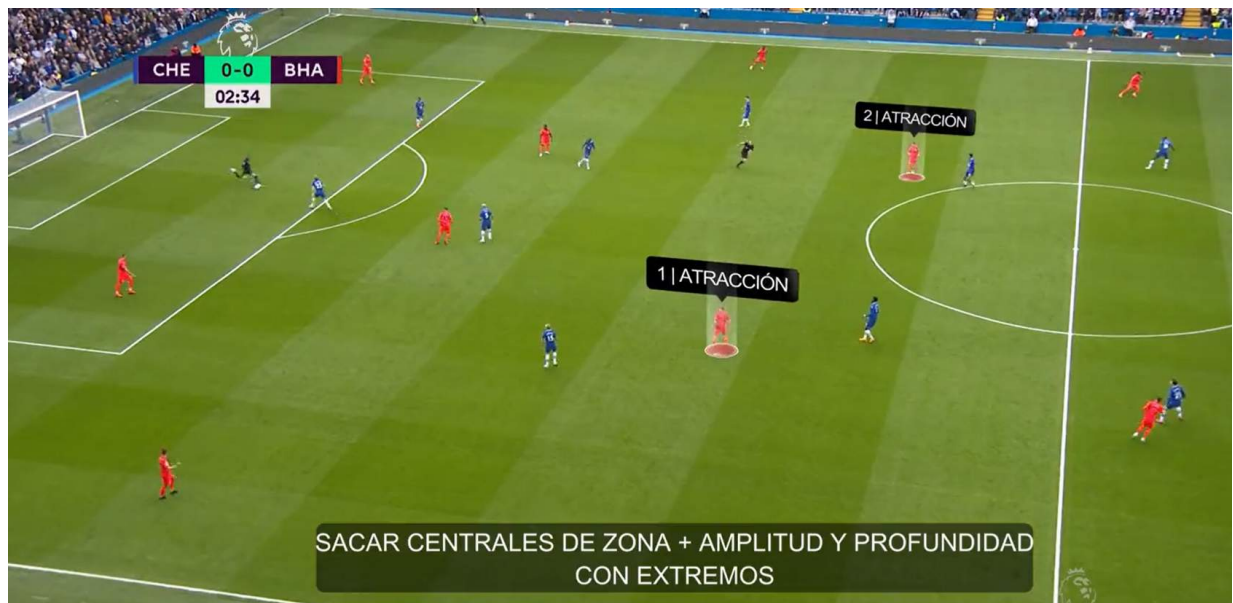 CHE 0-0 BHA
02:34
2 | ATRACCIÓN
1 | ATRACCIÓN
SACAR CENTRALES DE ZONA + AMPLITUD Y PROFUNDIDAD
CON EXTREMOS